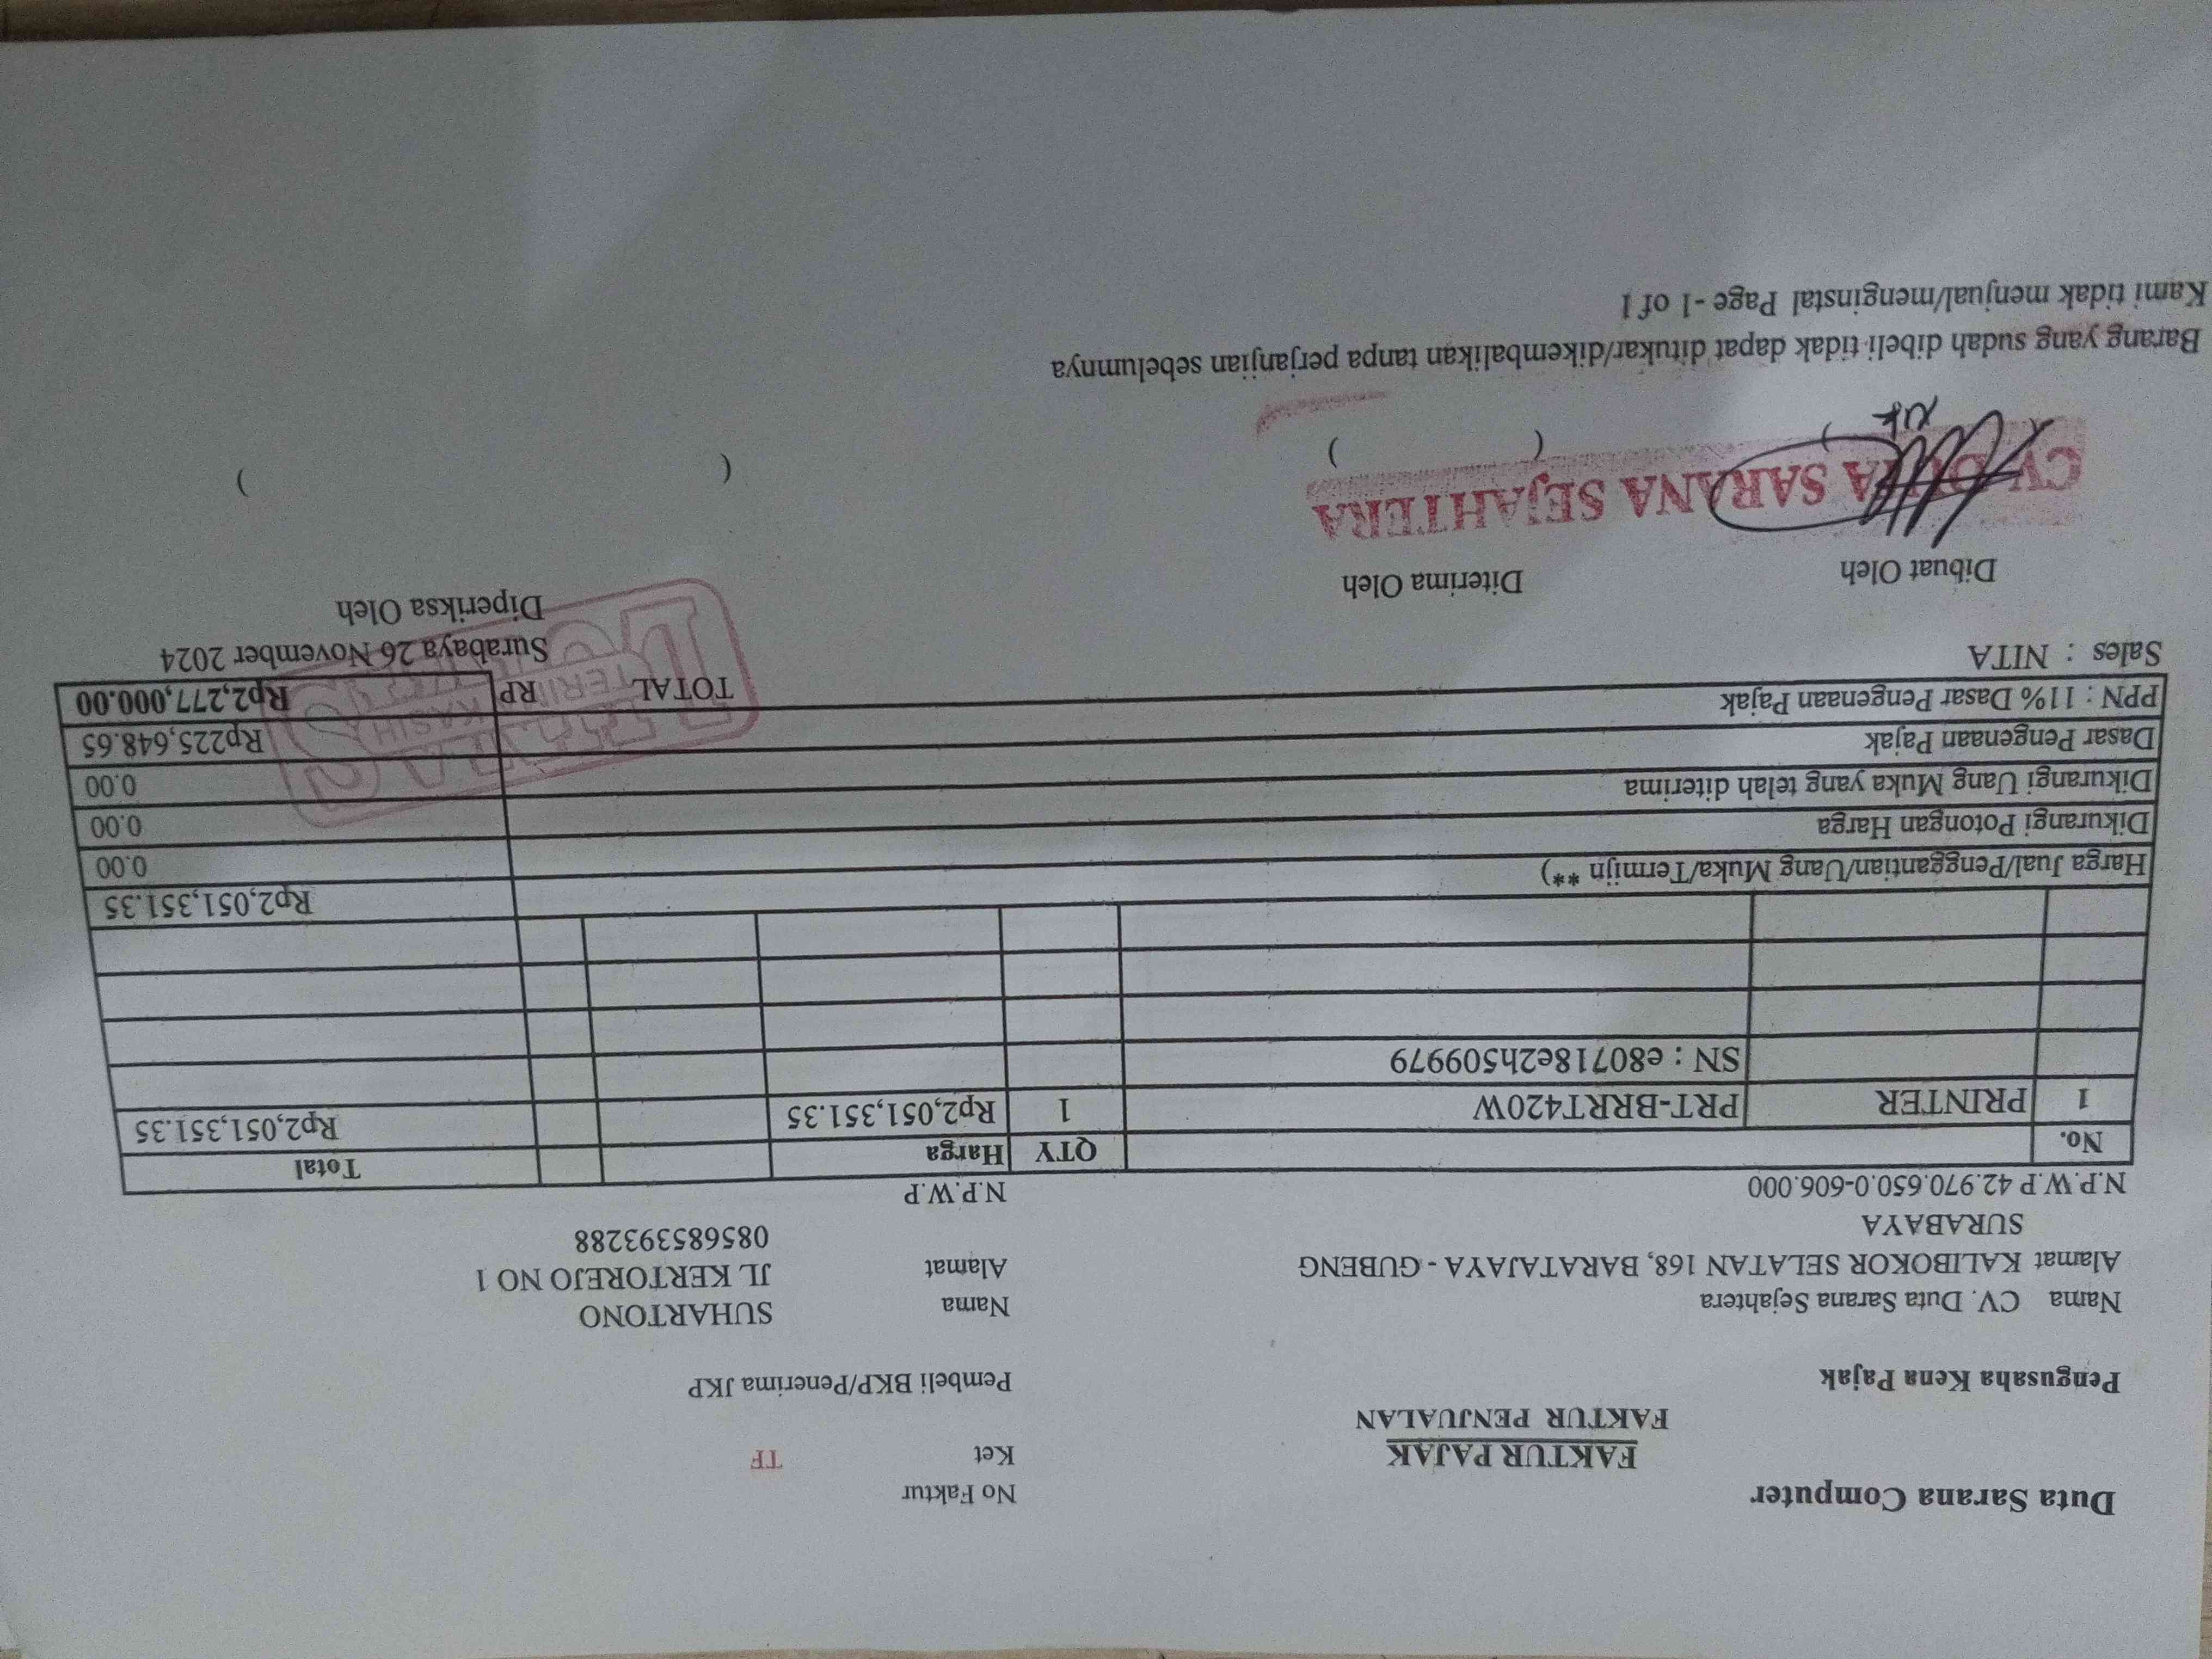 Duta Sarana Computer
FAKTUR PAJAK
FAKTUR PENJUALAN
No Faktur
Ket TF
Pengusaha Kena Pajak
Pembeli BKP/Penerima JKP
Nama CV. Duta Sarana Sejahtera
Alamat KALIBOKOR SELATAN 168, BARATAJAYA - GUBENG
SURABAYA
N.P.W.P 42.970.650.0-606.000
Nama SUHARTONO
Alamat JL KERTOREJO NO 1
085685393288
N.P.W.P
No. QTY Harga Total
1 PRINTER PRT-BRRT420W 1 Rp2,051,351.35 Rp2,051,351.35
SN : e80718e2h509979
Harga Jual/Penggantian/Uang/Muka/Termijn **) Rp2,051,351.35
Dikurangi Potongan Harga 0.00
Dikurangi Uang Muka yang telah diterima 0.00
Dasar Pengenaan Pajak 0.00
PPN : 11% Dasar Pengenaan Pajak Rp225,648.65
TOTAL RP Rp2,277,000.00
Sales : NITA
Surabaya 26 November 2024
Dibuat Oleh Diterima Oleh Diperiksa Oleh
CV DUTA SARANA SEJAHTERA
( ) ( ) ( )
Barang yang sudah dibeli tidak dapat ditukar/dikembalikan tanpa perjanjian sebelumnya
Kami tidak menjual/menginstal Page -1 of 1
TERIMA KASIH